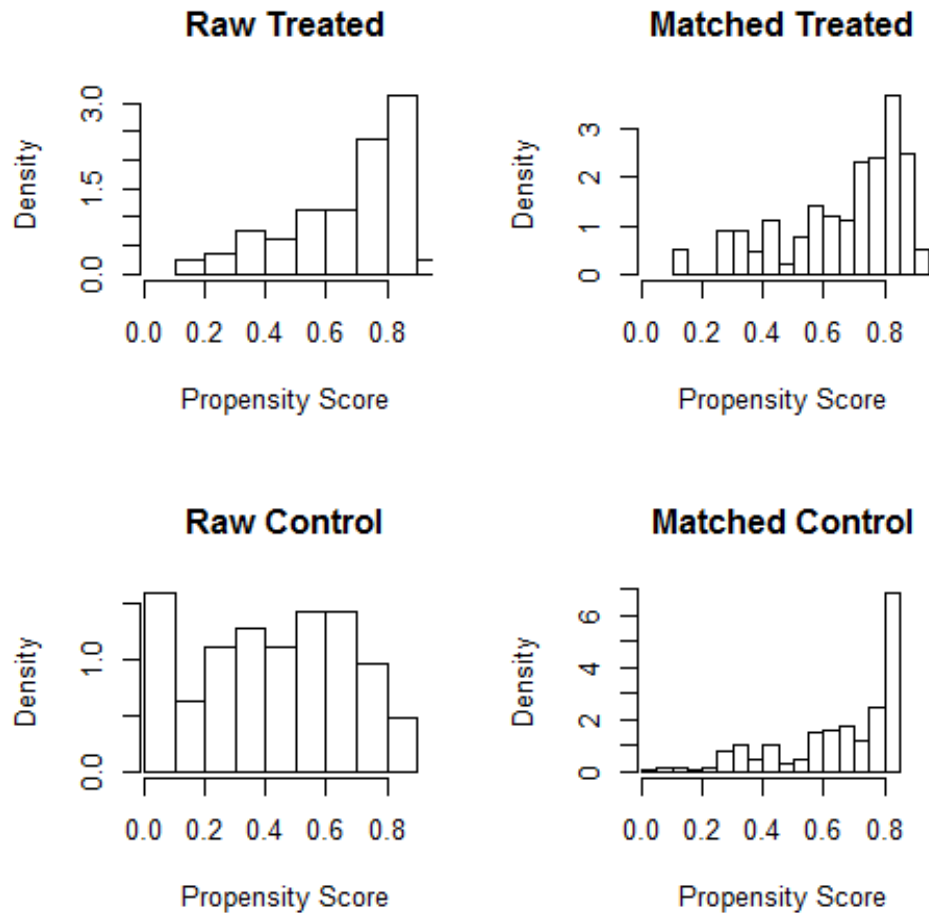 Raw Treated
Density
0.0 1.5 3.0
0.0 0.2 0.4 0.6 0.8
Propensity Score
Matched Treated
Density
0 1 2 3
0.0 0.2 0.4 0.6 0.8
Propensity Score
Raw Control
Density
0.0 1.0
0.0 0.2 0.4 0.6 0.8
Propensity Score
Matched Control
Density
0 2 4 6
0.0 0.2 0.4 0.6 0.8
Propensity Score